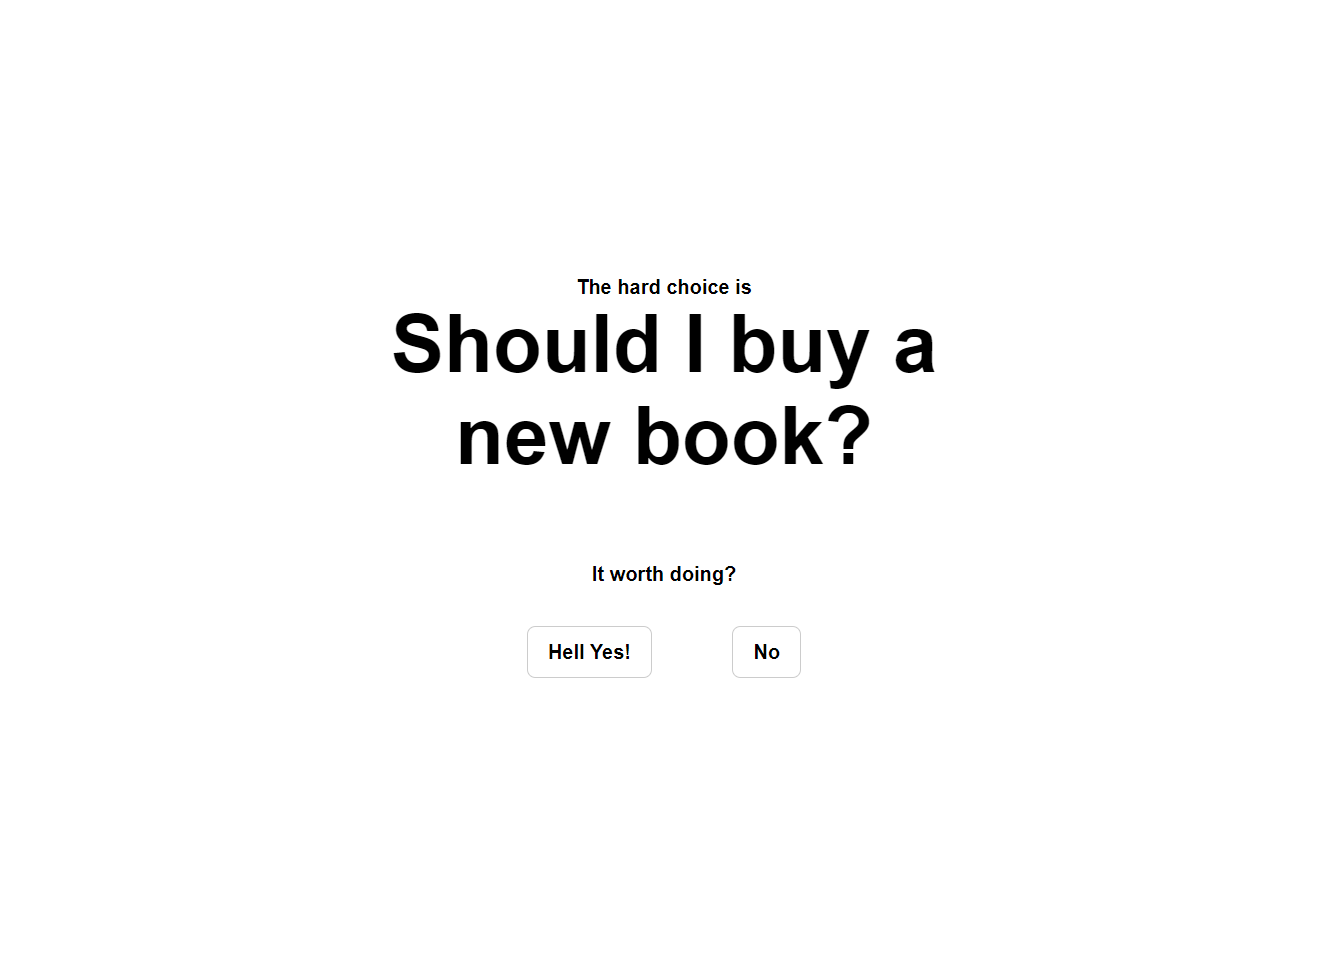 The hard choice is
Should I buy a
new book?
It worth doing?
Hell Yes!
No